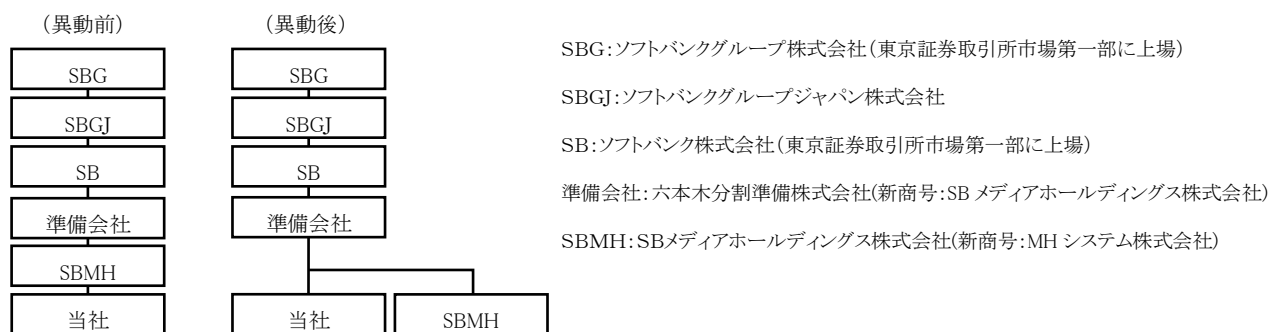 (異動前)
SBG
SBGJ
SB
準備会社
SBMH
当社
(異動後)
SBG
SBGJ
SB
準備会社
当社
SBMH
SBG:ソフトバンクグループ株式会社(東京証券取引所市場第一部に上場)
SBGJ:ソフトバンクグループジャパン株式会社
SB:ソフトバンク株式会社(東京証券取引所市場第一部に上場)
準備会社:六本木分割準備株式会社(新商号:SB メディアホールディングス株式会社)
SBMH:SBメディアホールディングス株式会社(新商号:MH システム株式会社)